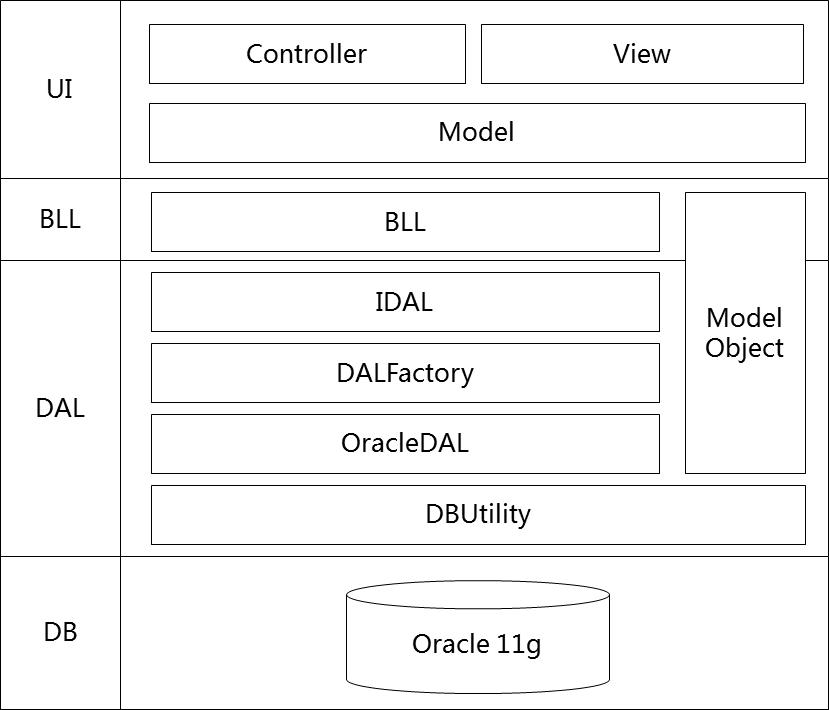 UI
Controller
View
Model
BLL
BLL
DAL
IDAL
DALFactory
OracleDAL
DBUtility
Model
Object
DB
Oracle 11g